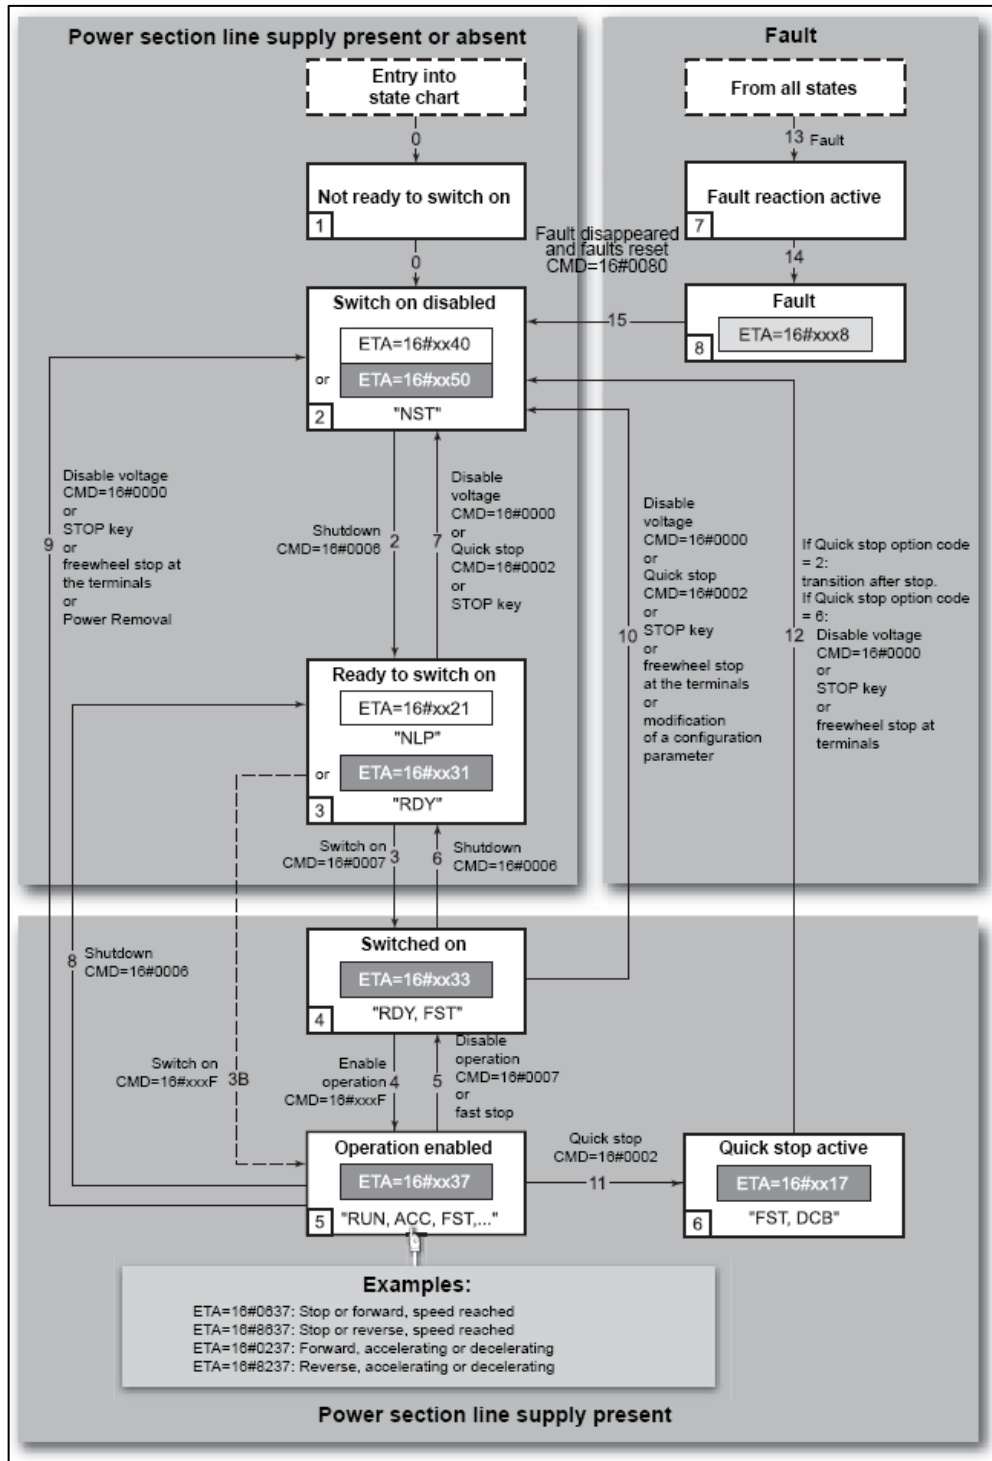 Power section line supply present or absent
Entry into
state chart
0
Not ready to switch on
1
0
Switch on disabled
ETA=16#xx40
or
ETA=16#xx50
2
"NST"
Fault
From all states
13 Fault
Fault reaction active
7
14
Fault disappeared
and faults reset
CMD=16#0080
15
Fault
ETA=16#xxx8
8
9
Disable voltage
CMD=16#0000
or
STOP key
or
freewheel stop at
the terminals
or
Power Removal
Shutdown
CMD=16#0006
2
7
Disable
voltage
CMD=16#0000
or
Quick stop
CMD=16#0002
or
STOP key
10
Disable
voltage
CMD=16#0000
or
Quick stop
CMD=16#0002
or
STOP key
or
freewheel stop
at the terminals
or
modification
of a configuration
parameter
12
If Quick stop option code
= 2:
transition after stop.
If Quick stop option code
= 6:
Disable voltage
CMD=16#0000
or
STOP key
or
freewheel stop at
terminals
Ready to switch on
ETA=16#xx21
"NLP"
or
ETA=16#xx31
3
"RDY"
Switch on
CMD=16#0007
3
6
Shutdown
CMD=16#0006
8
Shutdown
CMD=16#0006
Switched on
ETA=16#xx33
4
"RDY, FST"
Switch on
CMD=16#xxxF
3B
Enable
operation
CMD=16#xxxF
4
5
Disable
operation
CMD=16#0007
or
fast stop
Operation enabled
ETA=16#xx37
5
"RUN, ACC, FST,..."
Quick stop
CMD=16#0002
11
Quick stop active
ETA=16#xx17
6
"FST, DCB"
Examples:
ETA=16#0637: Stop or forward, speed reached
ETA=16#8637: Stop or reverse, speed reached
ETA=16#0237: Forward, accelerating or decelerating
ETA=16#8237: Reverse, accelerating or decelerating
Power section line supply present